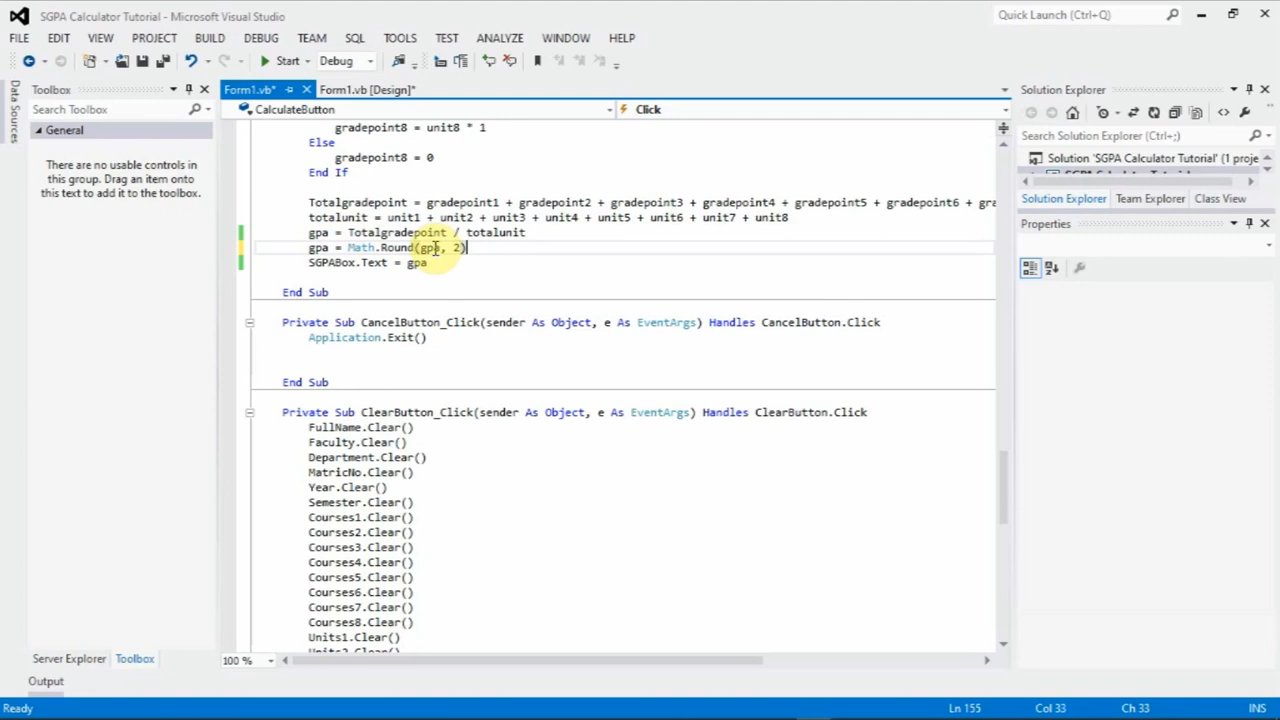 SGPA Calculator Tutorial - Microsoft Visual Studio
Quick Launch (Ctrl+Q)
FILE EDIT VIEW PROJECT BUILD DEBUG TEAM SQL TOOLS TEST ANALYZE WINDOW HELP
Start Debug
Data Sources
Toolbox
Search Toolbox
General
There are no usable controls in
this group. Drag an item onto
this text to add it to the toolbox.
Form1.vb* Form1.vb [Design]*
CalculateButton Click
gradepoint8 = unit8 * 1
Else
gradepoint8 = 0
End If
Totalgradepoint = gradepoint1 + gradepoint2 + gradepoint3 + gradepoint4 + gradepoint5 + gradepoint6 + gra
totalunit = unit1 + unit2 + unit3 + unit4 + unit5 + unit6 + unit7 + unit8
gpa = Totalgradepoint / totalunit
gpa = Math.Round(gpa, 2)
SGPABox.Text = gpa
End Sub
Private Sub CancelButton_Click(sender As Object, e As EventArgs) Handles CancelButton.Click
Application.Exit()
End Sub
Private Sub ClearButton_Click(sender As Object, e As EventArgs) Handles ClearButton.Click
FullName.Clear()
Faculty.Clear()
Department.Clear()
MatricNo.Clear()
Year.Clear()
Semester.Clear()
Courses1.Clear()
Courses2.Clear()
Courses3.Clear()
Courses4.Clear()
Courses5.Clear()
Courses6.Clear()
Courses7.Clear()
Courses8.Clear()
Units1.Clear()
100 %
Solution Explorer
Search Solution Explorer (Ctrl+;)
Solution 'SGPA Calculator Tutorial' (1 proje
Solution Explorer Team Explorer Class View
Properties
Server Explorer Toolbox
Output
Ready Ln 155 Col 33 Ch 33 INS